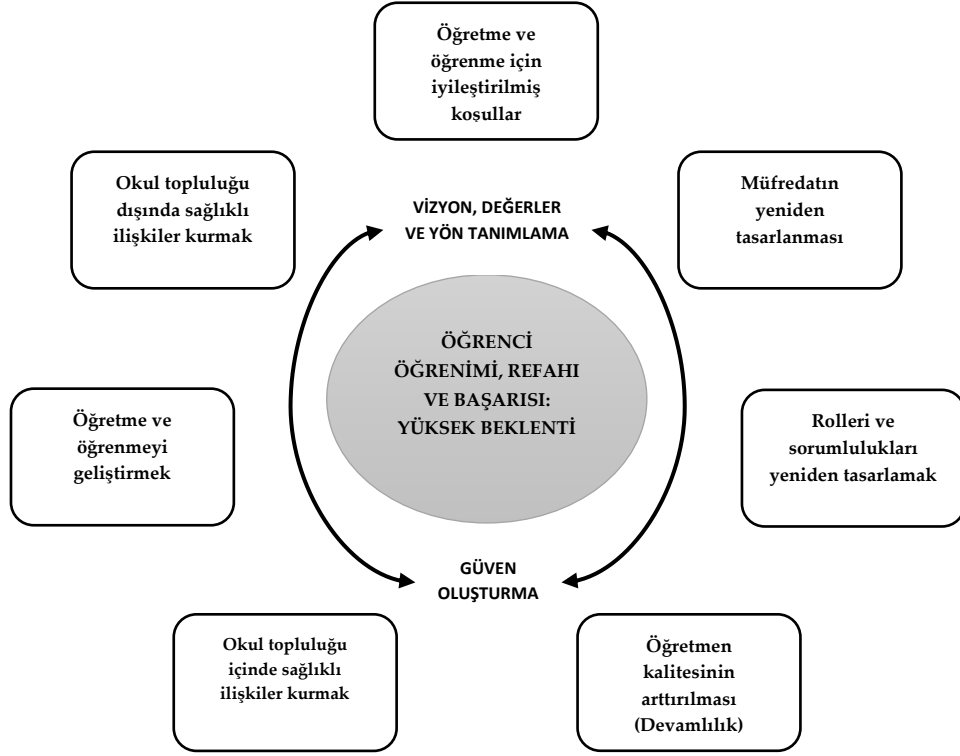 Öğretme ve
öğrenme için
iyileştirilmiş
koşullar
Okul topluluğu
dışında sağlıklı
ilişkiler kurmak
Müfredatın
yeniden
tasarlanması
VİZYON, DEĞERLER
VE YÖN TANIMLAMA
ÖĞRENCİ
ÖĞRENİMİ, REFAHI
VE BAŞARISI:
YÜKSEK BEKLENTİ
Öğretme ve
öğrenmeyi
geliştirmek
Rolleri ve
sorumlulukları
yeniden tasarlamak
GÜVEN
OLUŞTURMA
Okul topluluğu
içinde sağlıklı
ilişkiler kurmak
Öğretmen
kalitesinin
arttırılması
(Devamlılık)